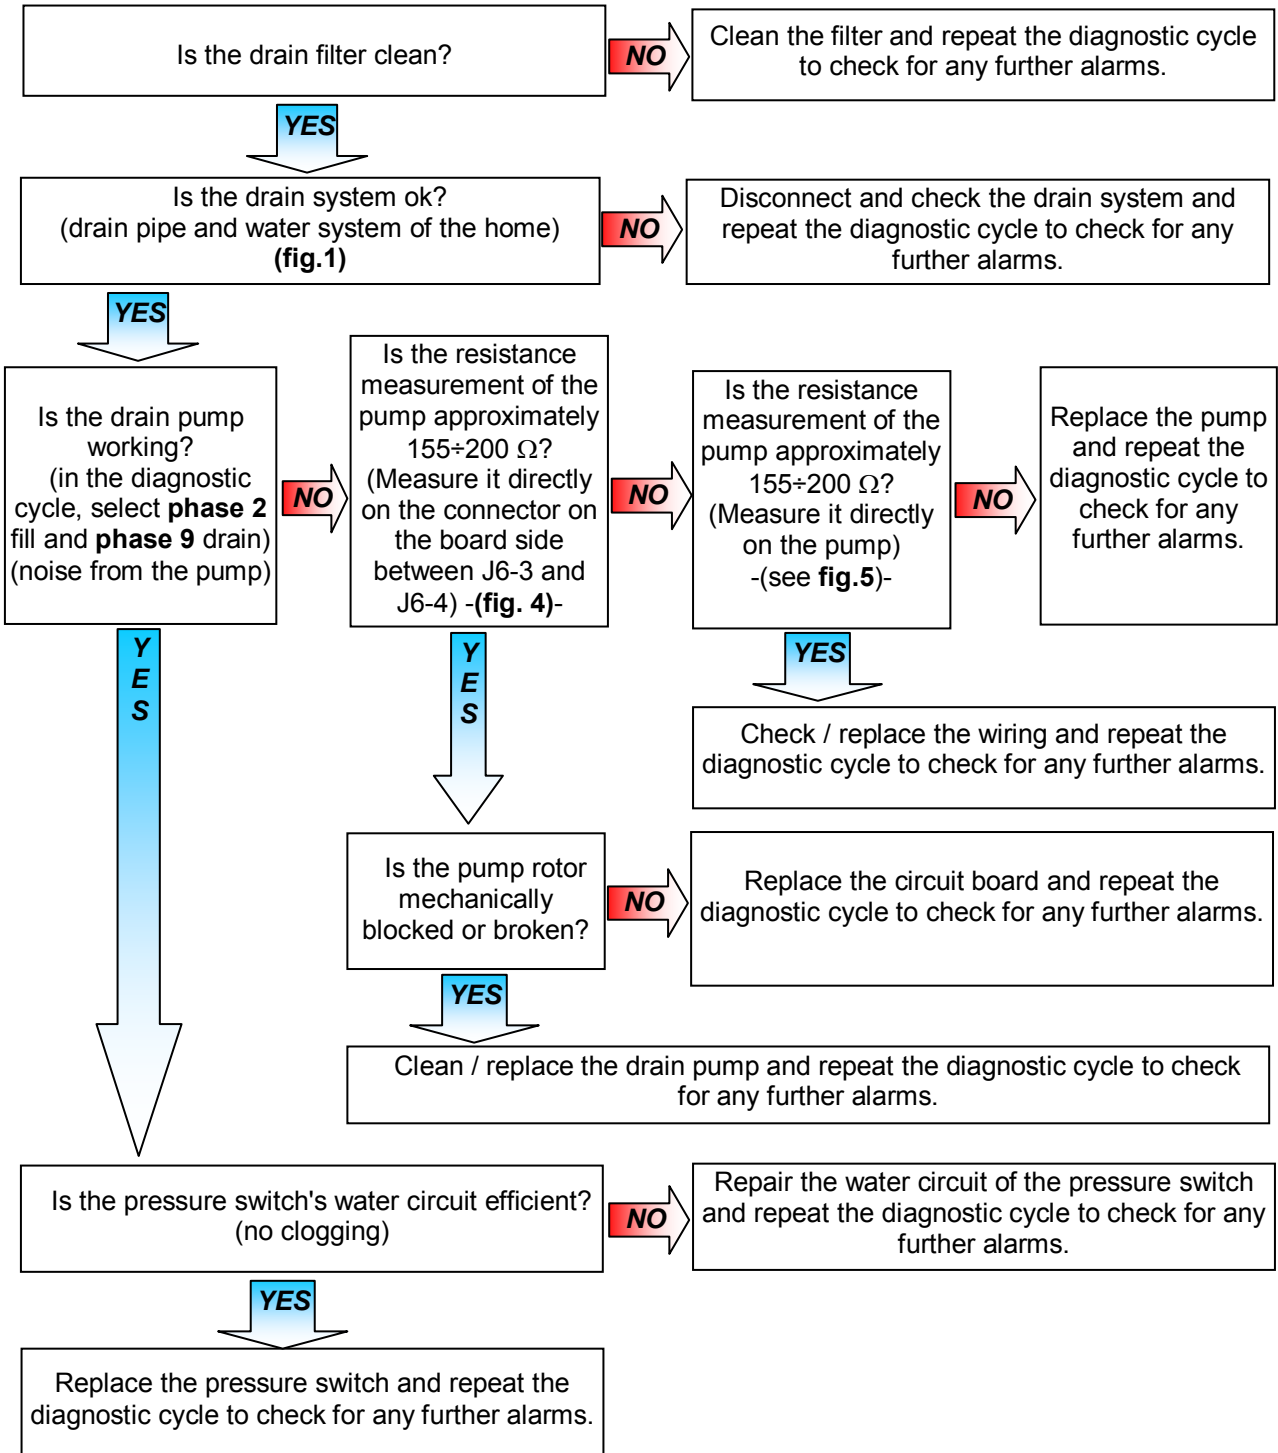 Is the drain filter clean?
NO
Clean the filter and repeat the diagnostic cycle
to check for any further alarms.
YES
Is the drain system ok?
(drain pipe and water system of the home)
(fig.1)
NO
Disconnect and check the drain system and
repeat the diagnostic cycle to check for any
further alarms.
YES
Is the drain pump
working?
(in the diagnostic
cycle, select phase 2
fill and phase 9 drain)
(noise from the pump)
NO
Is the resistance
measurement of the
pump approximately
155÷200 Ω?
(Measure it directly
on the connector on
the board side
between J6-3 and
J6-4) -(fig. 4)-
NO
Is the resistance
measurement of the
pump approximately
155÷200 Ω?
(Measure it directly
on the pump)
-(see fig.5)-
NO
Replace the pump
and repeat the
diagnostic cycle to
check for any
further alarms.
Y
E
S
Y
E
S
YES
Check / replace the wiring and repeat the
diagnostic cycle to check for any further alarms.
Is the pump rotor
mechanically
blocked or broken?
NO
Replace the circuit board and repeat the
diagnostic cycle to check for any further alarms.
YES
Clean / replace the drain pump and repeat the diagnostic cycle to check
for any further alarms.
Is the pressure switch's water circuit efficient?
(no clogging)
NO
Repair the water circuit of the pressure switch
and repeat the diagnostic cycle to check for any
further alarms.
YES
Replace the pressure switch and repeat the
diagnostic cycle to check for any further alarms.